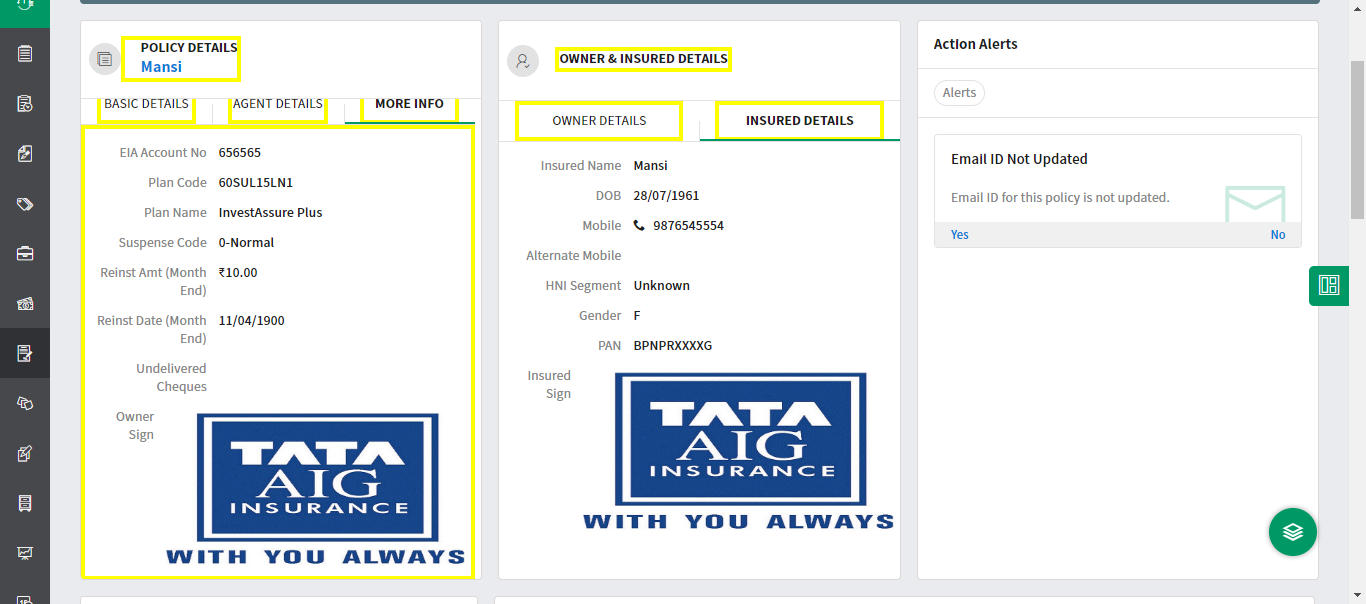 POLICY DETAILS
Mansi
BASIC DETAILS
AGENT DETAILS
MORE INFO
EIA Account No 656565
Plan Code 60SUL15LN1
Plan Name InvestAssure Plus
Suspense Code 0-Normal
Reinst Amt (Month ₹10.00
End)
Reinst Date (Month 11/04/1900
End)
Undelivered
Cheques
Owner
Sign
TATA
AIG
INSURANCE
WITH YOU ALWAYS
OWNER & INSURED DETAILS
OWNER DETAILS
INSURED DETAILS
Insured Name Mansi
DOB 28/07/1961
Mobile 9876545554
Alternate Mobile
HNI Segment Unknown
Gender F
PAN BPNPRXXXXG
Insured
Sign
TATA
AIG
INSURANCE
WITH YOU ALWAYS
Action Alerts
Alerts
Email ID Not Updated
Email ID for this policy is not updated.
Yes No